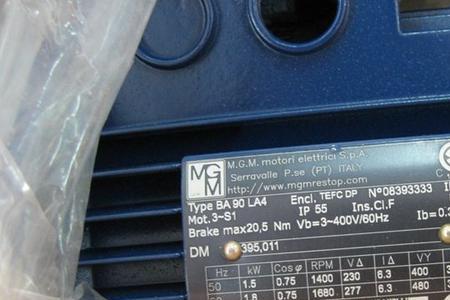 MGM
M.G.M. motori elettrici S.p.A.
Serravalle P.se (PT) ITALY
http://www.mgmrestop.com
Type BA 90 LA4 Encl. TEFC DP N°08393333
Mot. 3~S1 IP 55 Ins.Cl.F
Brake max20,5 Nm Vb=3~400V/60Hz Ib=0.
DM 395,011
Hz kW Cosφ RPM V Δ I Δ VY
50 1.5 0.75 1400 230 6.3 400
1.8 0.75 1680 277 6.3 480